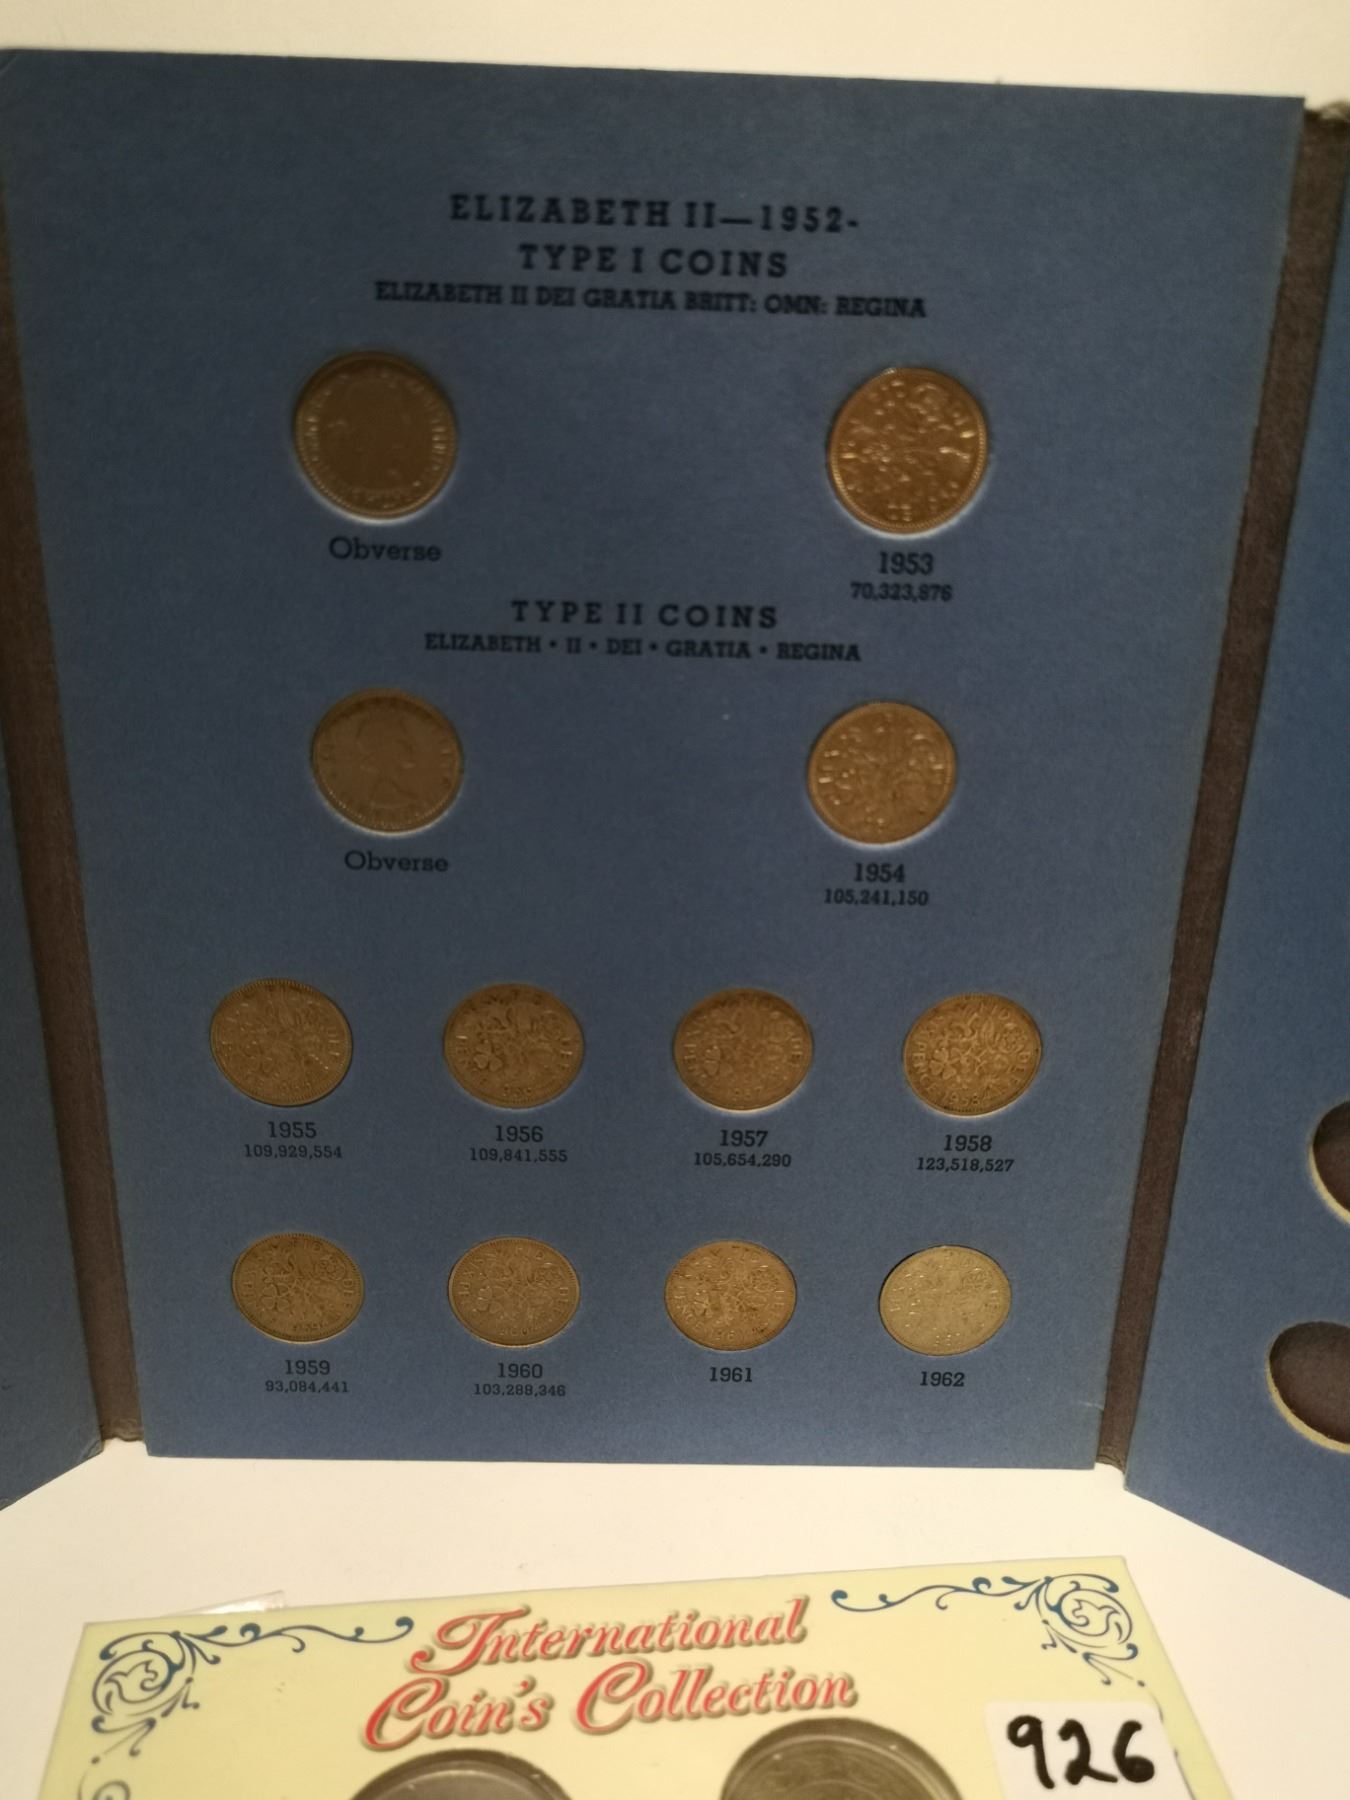 ELIZABETH II—1952-
TYPE I COINS
ELIZABETH II DEI GRATIA BRITT: OMN: REGINA
Obverse
1953
70,323,876
TYPE II COINS
ELIZABETH • II • DEI • GRATIA • REGINA
Obverse
1954
105,241,150
1955 1956 1957 1958
109,929,554 109,841,555 105,654,290 123,518,527
1959 1960 1961 1962
93,084,441 103,288,346
International
Coin's Collection
926